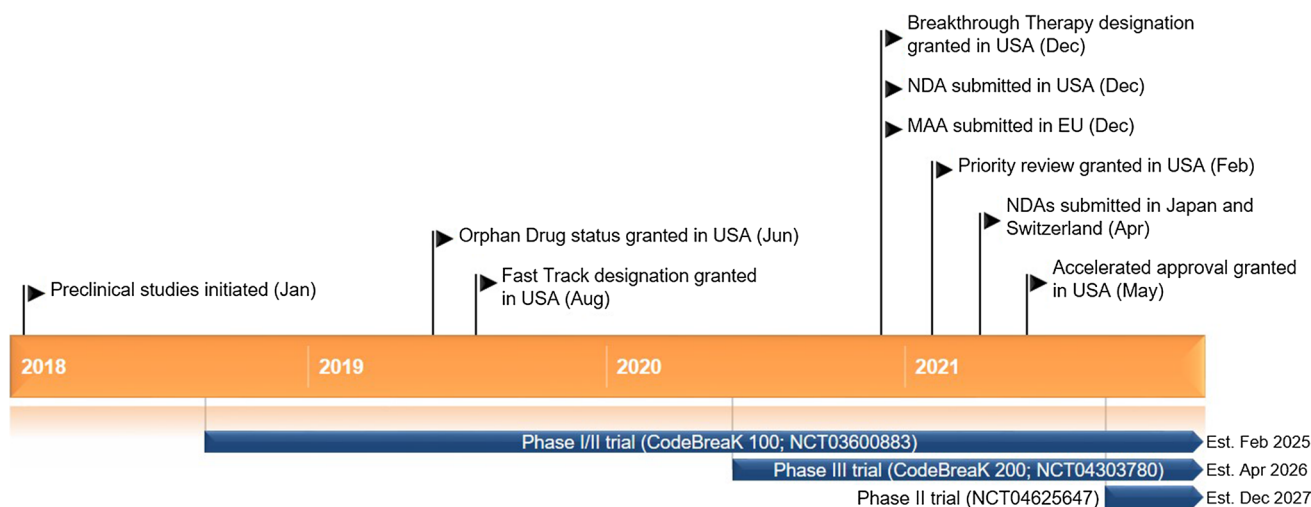 Breakthrough Therapy designation
granted in USA (Dec)
NDA submitted in USA (Dec)
MAA submitted in EU (Dec)
Priority review granted in USA (Feb)
NDAs submitted in Japan and
Switzerland (Apr)
Orphan Drug status granted in USA (Jun)
Fast Track designation granted
in USA (Aug)
Accelerated approval granted
in USA (May)
Preclinical studies initiated (Jan)
2018
2019
2020
2021
Phase I/II trial (CodeBreaK 100; NCT03600883)
Est. Feb 2025
Phase III trial (CodeBreaK 200; NCT04303780)
Est. Apr 2026
Phase II trial (NCT04625647)
Est. Dec 2027